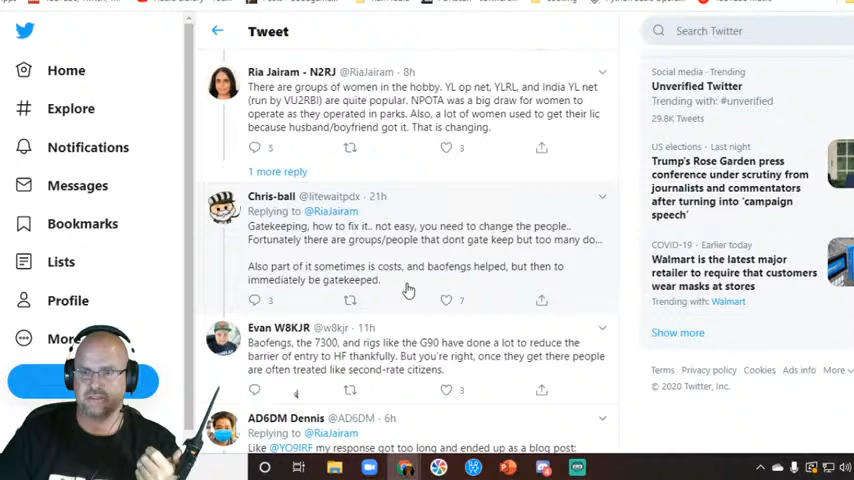 Tweet
Search Twitter
Home
Explore
Notifications
Messages
Bookmarks
Lists
Profile
More
Ria Jairam - N2RJ @RiaJairam · 8h
There are groups of women in the hobby. YL op net, YLRL, and India YL net
(run by VU2RBI) are quite popular. NPOTA was a big draw for women to
operate as they operated in parks. Also, a lot of women used to get their lic
because husband/boyfriend got it. That is changing.
5
3
1 more reply
Chris-ball @litewaitpdx · 21h
Replying to @RiaJairam
Gatekeeping, how to fix it.. not easy, you need to change the people..
Fortunately there are groups/people that dont gate keep but too many do...
Also part of it sometimes is costs, and baofengs helped, but then to
immediately be gatekeeped.
3
7
Evan W8KJR @w8kjr · 11h
Baofengs, the 7300, and rigs like the G90 have done a lot to reduce the
barrier of entry to HF thankfully. But you're right, once they get there people
are often treated like second-rate citizens.
3
AD6DM Dennis @AD6DM · 6h
Replying to @RiaJairam
Like @YO9IRF my response got too long and ended up as a blog post:
Social media · Trending
Unverified Twitter
Trending with: #unverified
29.8K Tweets
US elections · Last night
Trump's Rose Garden press
conference under scrutiny from
journalists and commentators
after turning into 'campaign
speech'
COVID-19 · Earlier today
Walmart is the latest major
retailer to require that customers
wear masks at stores
Trending with: Walmart
Show more
Terms Privacy policy Cookies Ads info More
© 2020 Twitter, Inc.